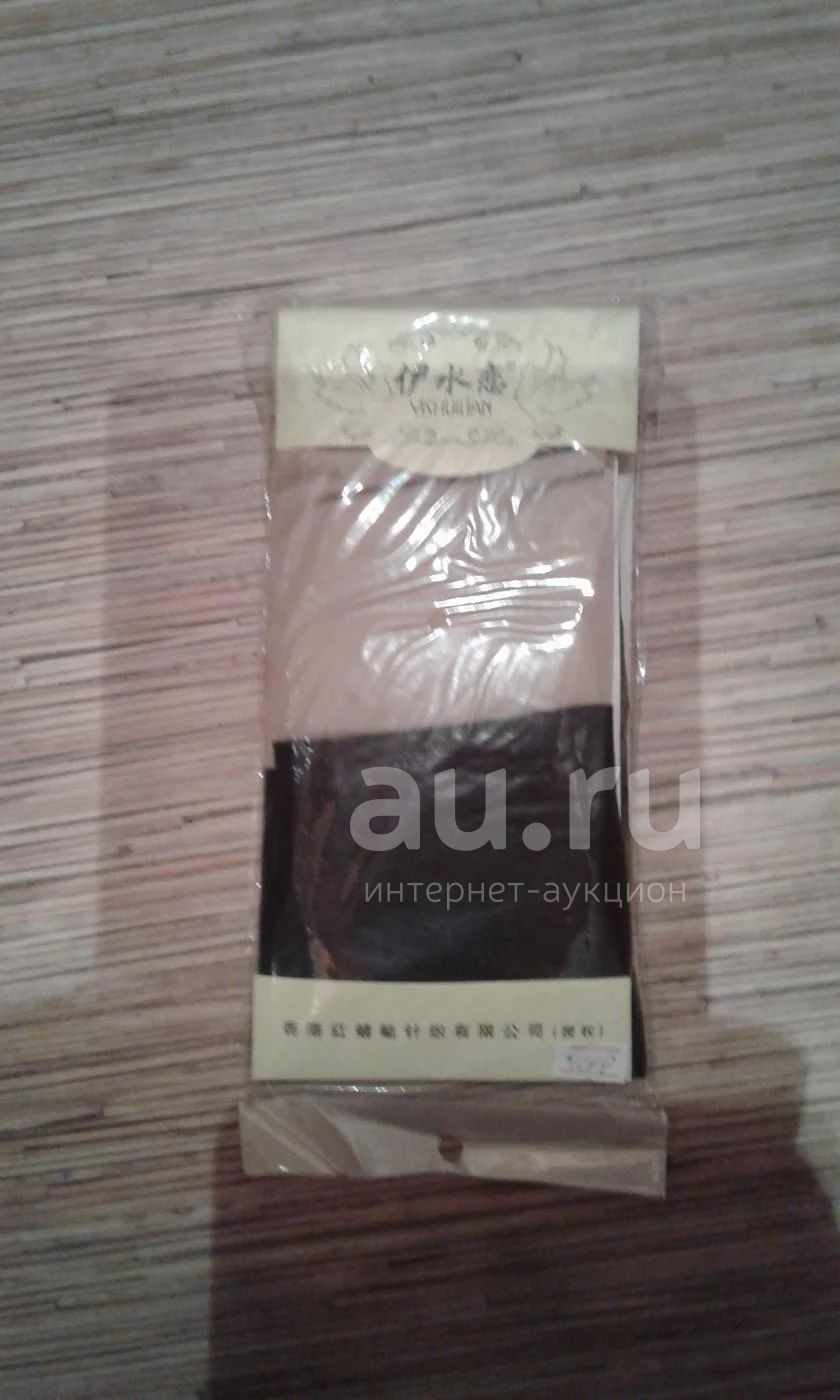 伊水恋
YISHUILIAN
au.ru
интернет-аукцион
香港红蜻蜓针织有限公司(授权)